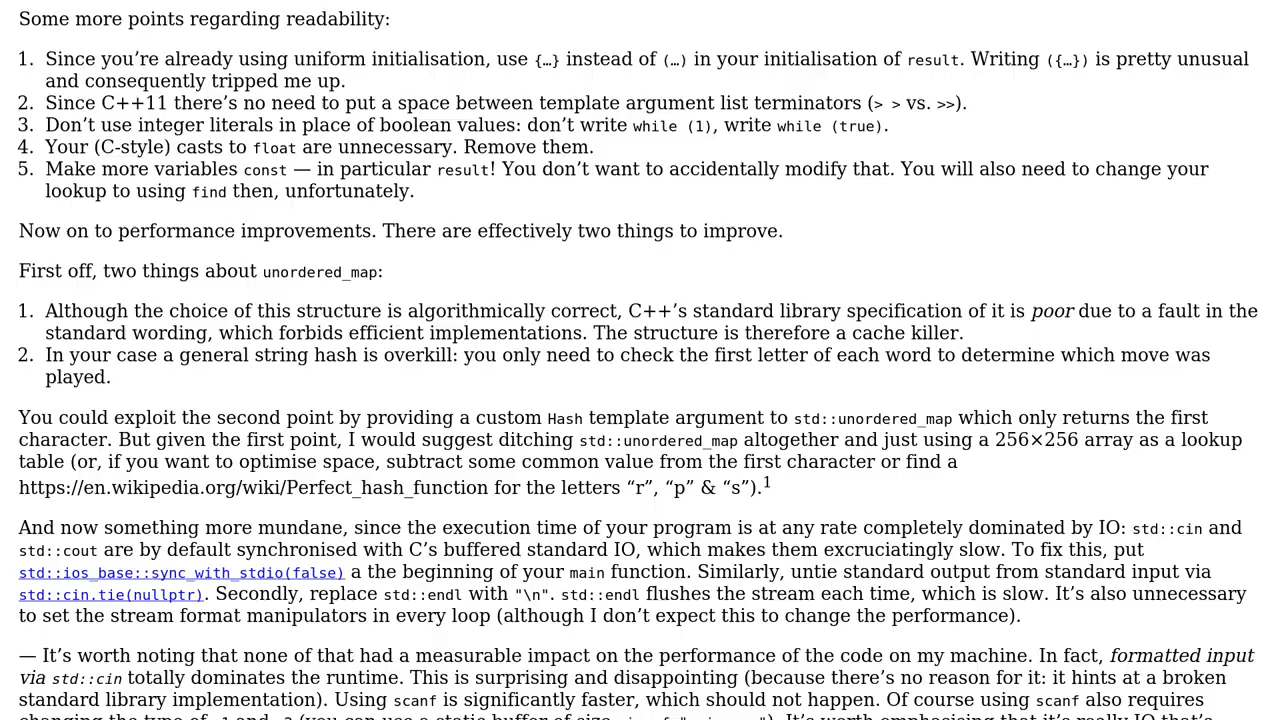 Some more points regarding readability:
1. Since you’re already using uniform initialisation, use {…} instead of (…) in your initialisation of result. Writing ({…}) is pretty unusual
and consequently tripped me up.
2. Since C++11 there’s no need to put a space between template argument list terminators (> > vs. >>).
3. Don’t use integer literals in place of boolean values: don’t write while (1), write while (true).
4. Your (C-style) casts to float are unnecessary. Remove them.
5. Make more variables const — in particular result! You don’t want to accidentally modify that. You will also need to change your
lookup to using find then, unfortunately.
Now on to performance improvements. There are effectively two things to improve.
First off, two things about unordered_map:
1. Although the choice of this structure is algorithmically correct, C++’s standard library specification of it is poor due to a fault in the
standard wording, which forbids efficient implementations. The structure is therefore a cache killer.
2. In your case a general string hash is overkill: you only need to check the first letter of each word to determine which move was
played.
You could exploit the second point by providing a custom Hash template argument to std::unordered_map which only returns the first
character. But given the first point, I would suggest ditching std::unordered_map altogether and just using a 256×256 array as a lookup
table (or, if you want to optimise space, subtract some common value from the first character or find a
https://en.wikipedia.org/wiki/Perfect_hash_function for the letters “r”, “p” & “s”).1
And now something more mundane, since the execution time of your program is at any rate completely dominated by IO: std::cin and
std::cout are by default synchronised with C’s buffered standard IO, which makes them excruciatingly slow. To fix this, put
std::ios_base::sync_with_stdio(false) a the beginning of your main function. Similarly, untie standard output from standard input via
std::cin.tie(nullptr). Secondly, replace std::endl with "\n". std::endl flushes the stream each time, which is slow. It’s also unnecessary
to set the stream format manipulators in every loop (although I don’t expect this to change the performance).
— It’s worth noting that none of that had a measurable impact on the performance of the code on my machine. In fact, formatted input
via std::cin totally dominates the runtime. This is surprising and disappointing (because there’s no reason for it: it hints at a broken
standard library implementation). Using scanf is significantly faster, which should not happen. Of course using scanf also requires
changing the type of and (you can use a static buffer of size It’s worth emphasising that it’s really IO that’s